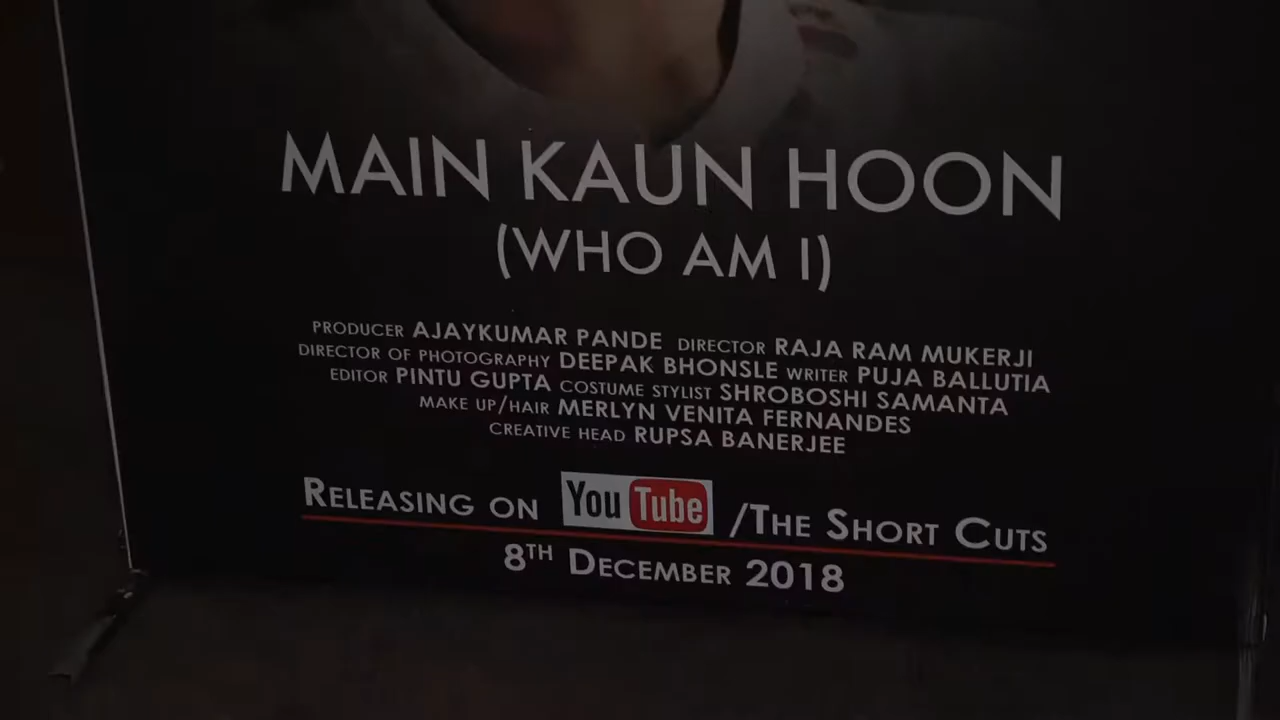 MAIN KAUN HOON
(WHO AM I)
PRODUCER AJAYKUMAR PANDE DIRECTOR RAJA RAM MUKERJI
DIRECTOR OF PHOTOGRAPHY DEEPAK BHONSLE WRITER PUJA BALLUTIA
EDITOR PINTU GUPTA COSTUME STYLIST SHROBOSHI SAMANTA
MAKE UP/HAIR MERLYN VENITA FERNANDES
CREATIVE HEAD RUPSA BANERJEE
RELEASING ON YouTube /THE SHORT CUTS
8TH DECEMBER 2018